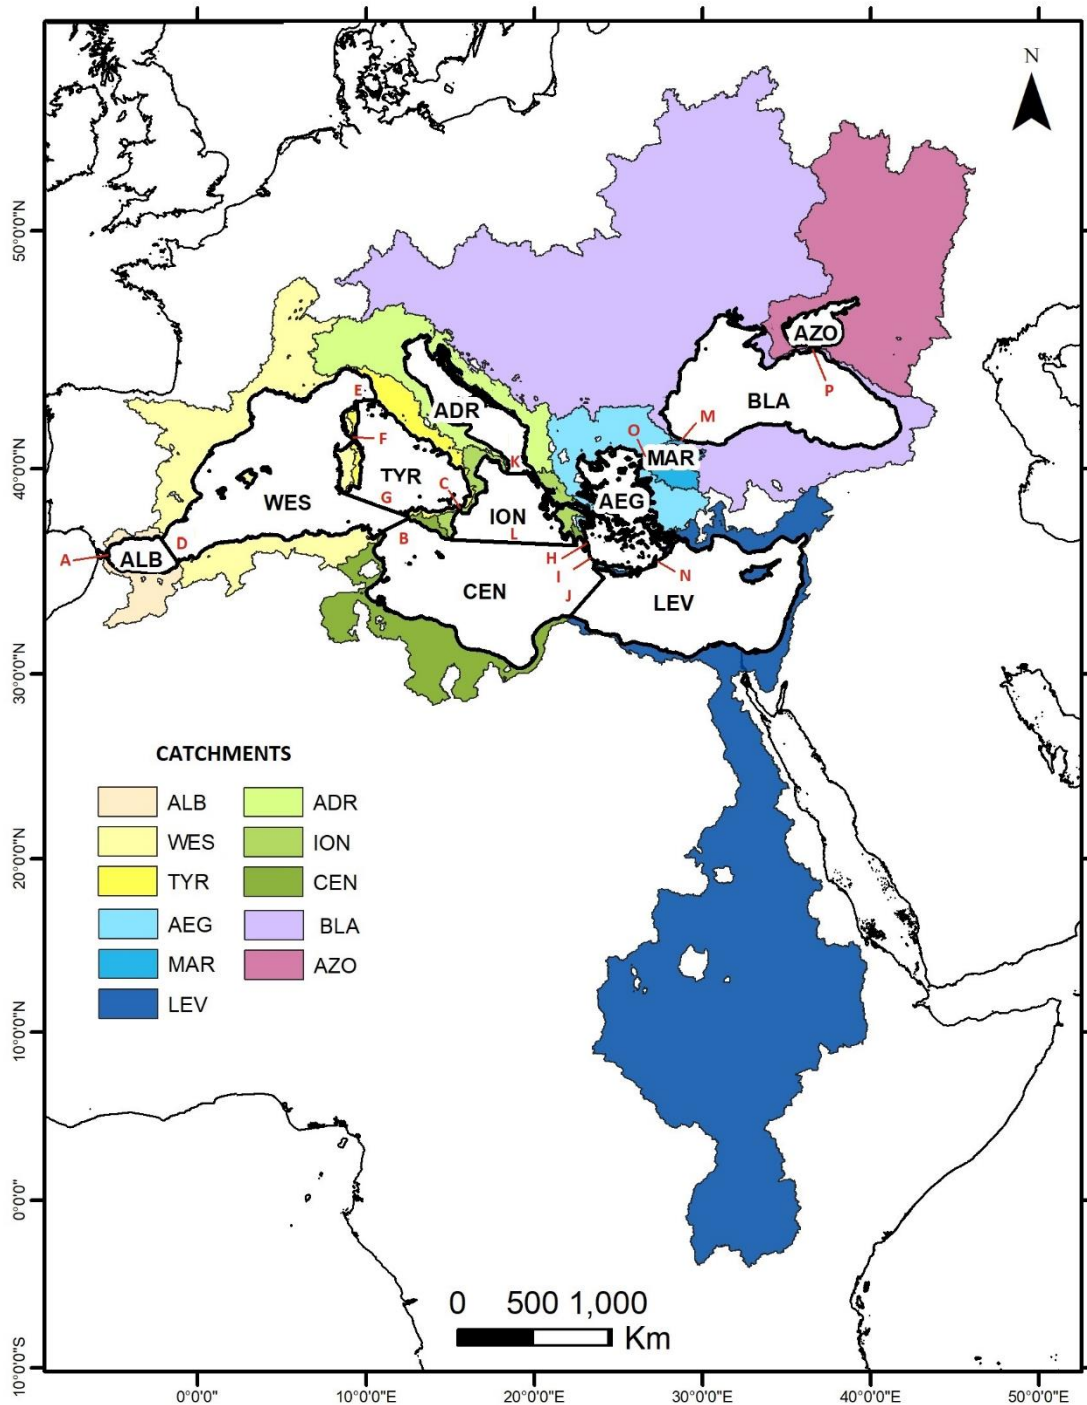 N
50°0'0"N
40°0'0"N
30°0'0"N
20°0'0"N
10°0'0"N
0°0'0"
10°0'0"S
AZO
P
BLA
M
O
MAR
E
F
ADR
K
TYR
C
G
WES
ION
L
AEG
A
ALB
D
B
H
I
J
N
CEN
LEV
CATCHMENTS
ALB
ADR
WES
ION
TYR
CEN
AEG
BLA
MAR
AZO
LEV
0 500 1,000
Km
0°0'0"
10°0'0"E
20°0'0"E
30°0'0"E
40°0'0"E
50°0'0"E